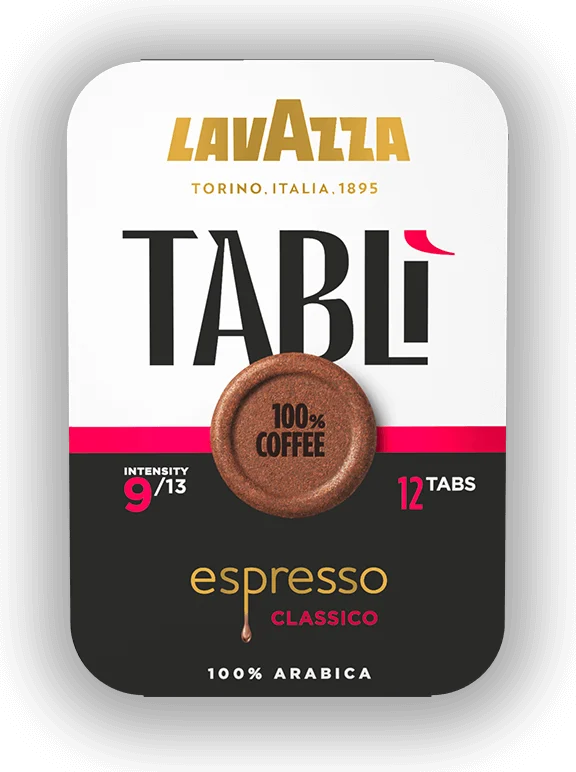 LAVAZZA
TORINO, ITALIA, 1895
TABLÌ
100%
COFFEE
INTENSITY
9/13
12 TABS
espresso
CLASSICO
100% ARABICA